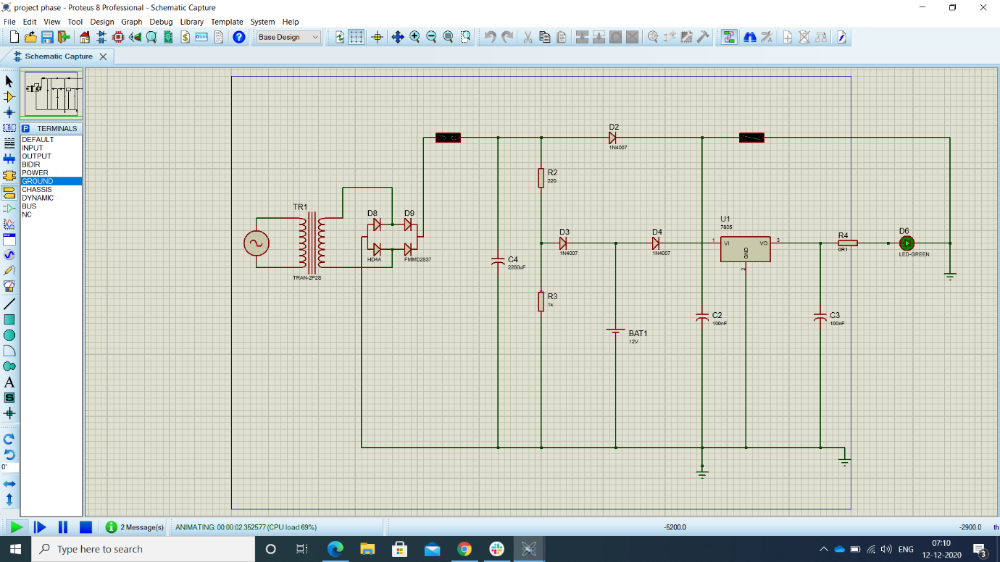 project phase - Proteus 8 Professional - Schematic Capture
File Edit View Tool Design Graph Debug Library Template System Help
Base Design
Schematic Capture
TERMINALS
DEFAULT
INPUT
OUTPUT
BIDIR
POWER
GROUND
CHASSIS
DYNAMIC
BUS
NC
LBL
A
S
0°
D2
1N4007
R2
220
TR1
TRAN-2P2S
D8
D9
HD4A
FMMD2837
U1
7805
D3
1N4007
D4
1N4007
1
VI
VO
3
GND
2
R4
0R1
D6
LED-GREEN
C4
2200uF
R3
1k
C2
100nF
C3
100nF
BAT1
12V
2 Message(s)
ANIMATING: 00:00:02.352577 (CPU load 69%)
-5200.0
-2900.0
th
Type here to search
ENG
07:10
12-12-2020
3